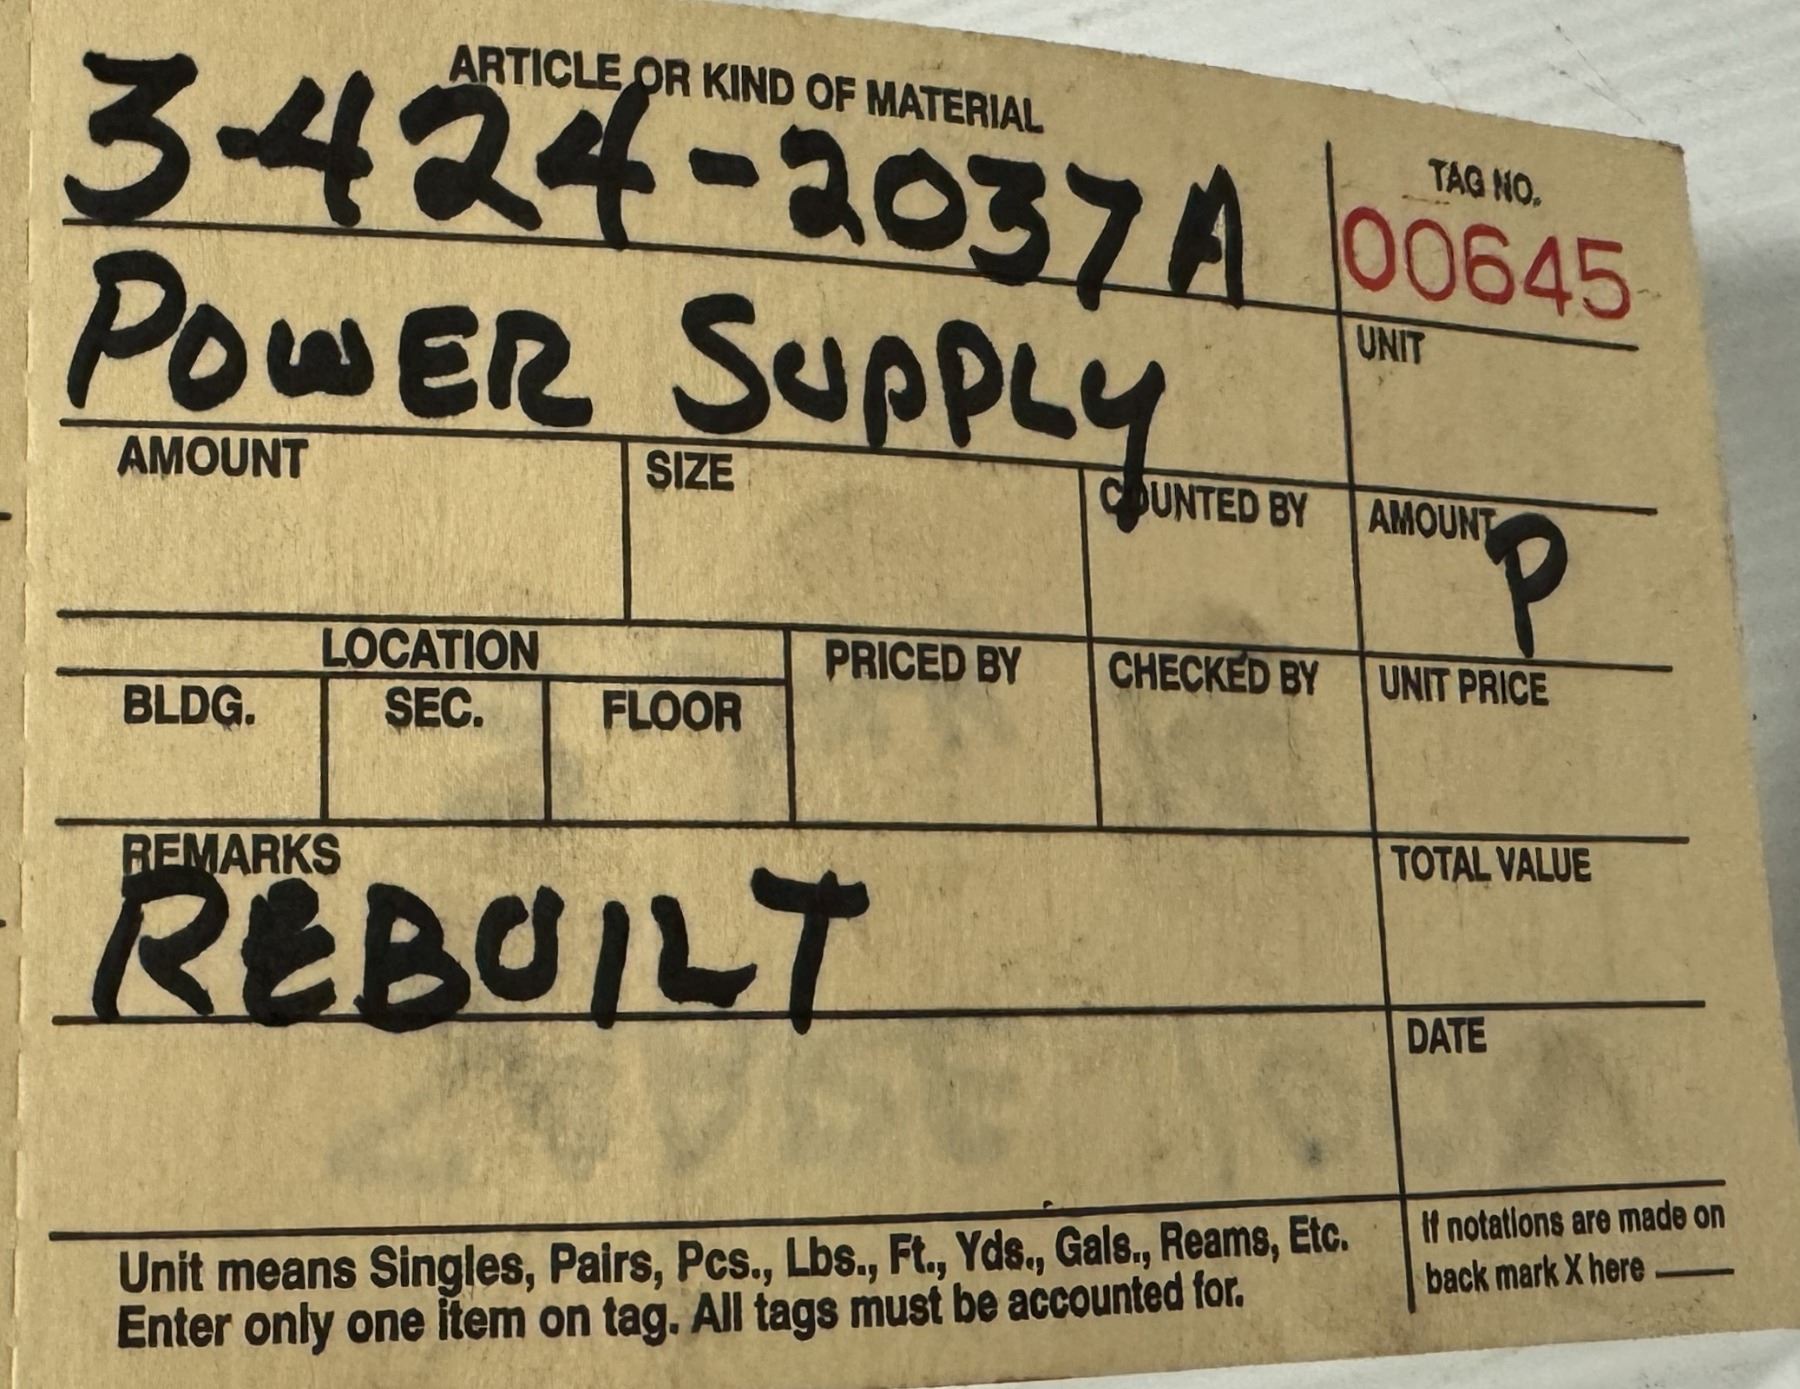 ARTICLE OR KIND OF MATERIAL
3-424-2037A
TAG NO.
00645
POWER SUPPLY
UNIT
AMOUNT
SIZE
COUNTED BY
AMOUNT P
LOCATION
BLDG. SEC. FLOOR
PRICED BY
CHECKED BY
UNIT PRICE
REMARKS
REBUILT
TOTAL VALUE
DATE
Unit means Singles, Pairs, Pcs., Lbs., Ft., Yds., Gals., Reams, Etc.
Enter only one item on tag. All tags must be accounted for.
If notations are made on
back mark X here